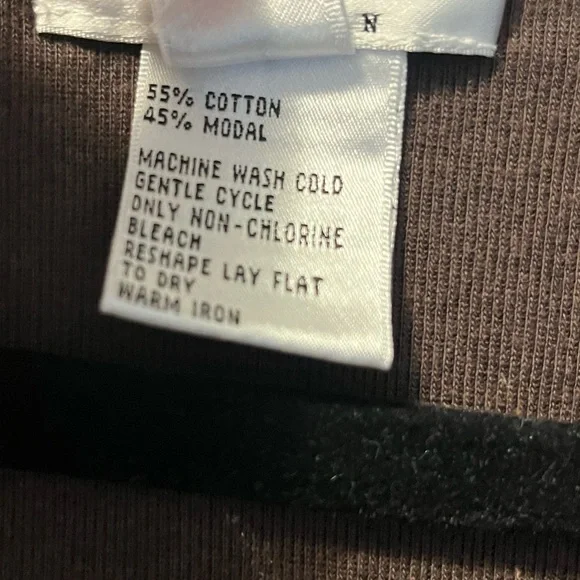 N
55% COTTON
45% MODAL
MACHINE WASH COLD
GENTLE CYCLE
ONLY NON-CHLORINE
BLEACH
RESHAPE LAY FLAT
TO DRY
WARM IRON